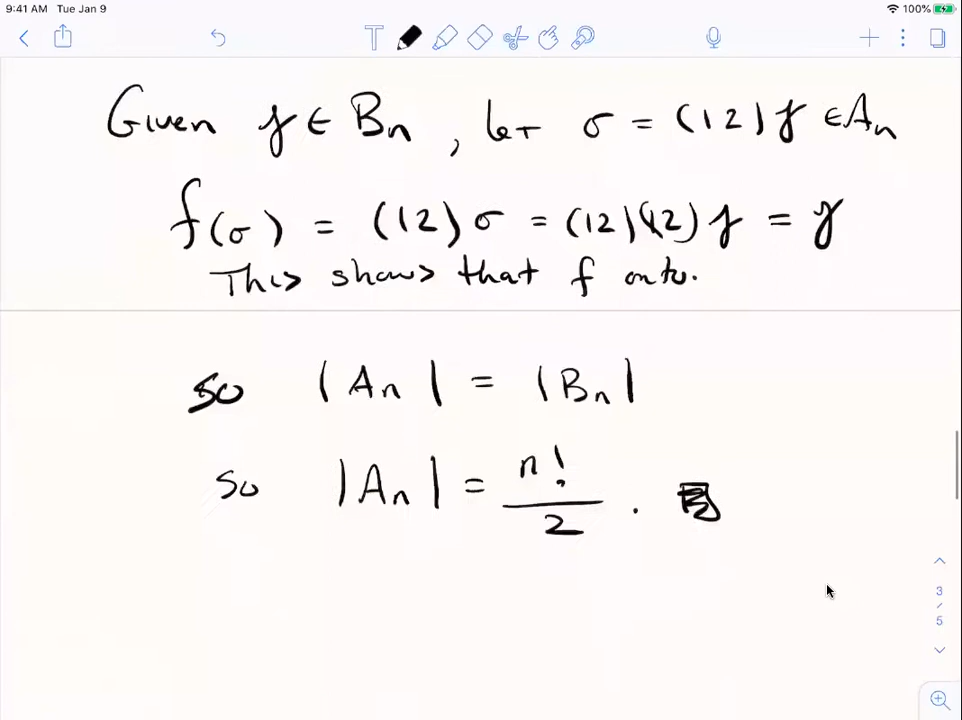 9:41 AM Tue Jan 9
100%
T
Given γ ∈ Bn, let σ = (12)γ ∈ An
f(σ) = (12)σ = (12)(12)γ = γ
This shows that f onto.
so |An| = |Bn|
so |An| = n!/2.
3
/
5